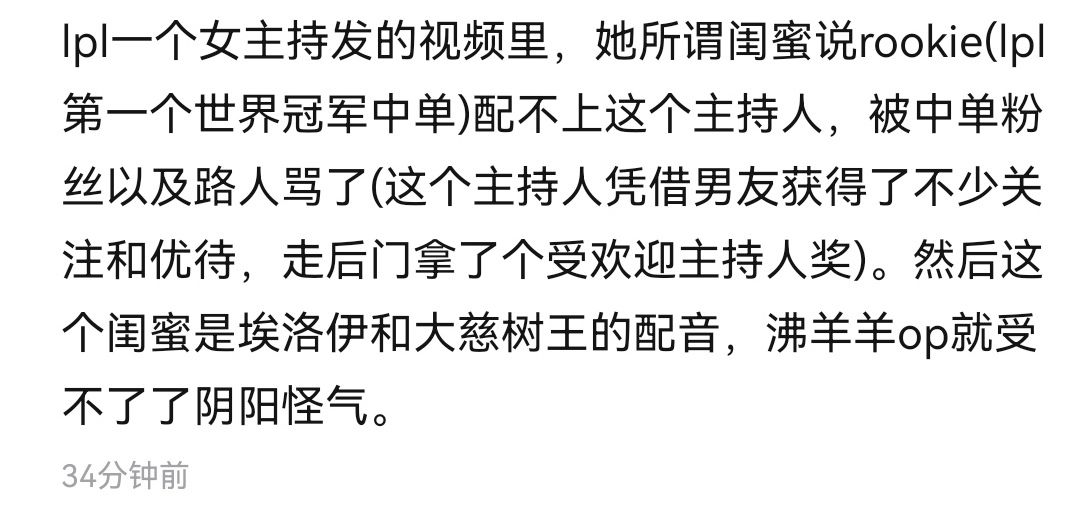 lpl一个女主持发的视频里，她所谓闺蜜说rookie(lpl
第一个世界冠军中单)配不上这个主持人，被中单粉
丝以及路人骂了(这个主持人凭借男友获得了不少关
注和优待，走后门拿了个受欢迎主持人奖)。然后这
个闺蜜是埃洛伊和大慈树王的配音，沸羊羊op就受
不了了阴阳怪气。
34分钟前